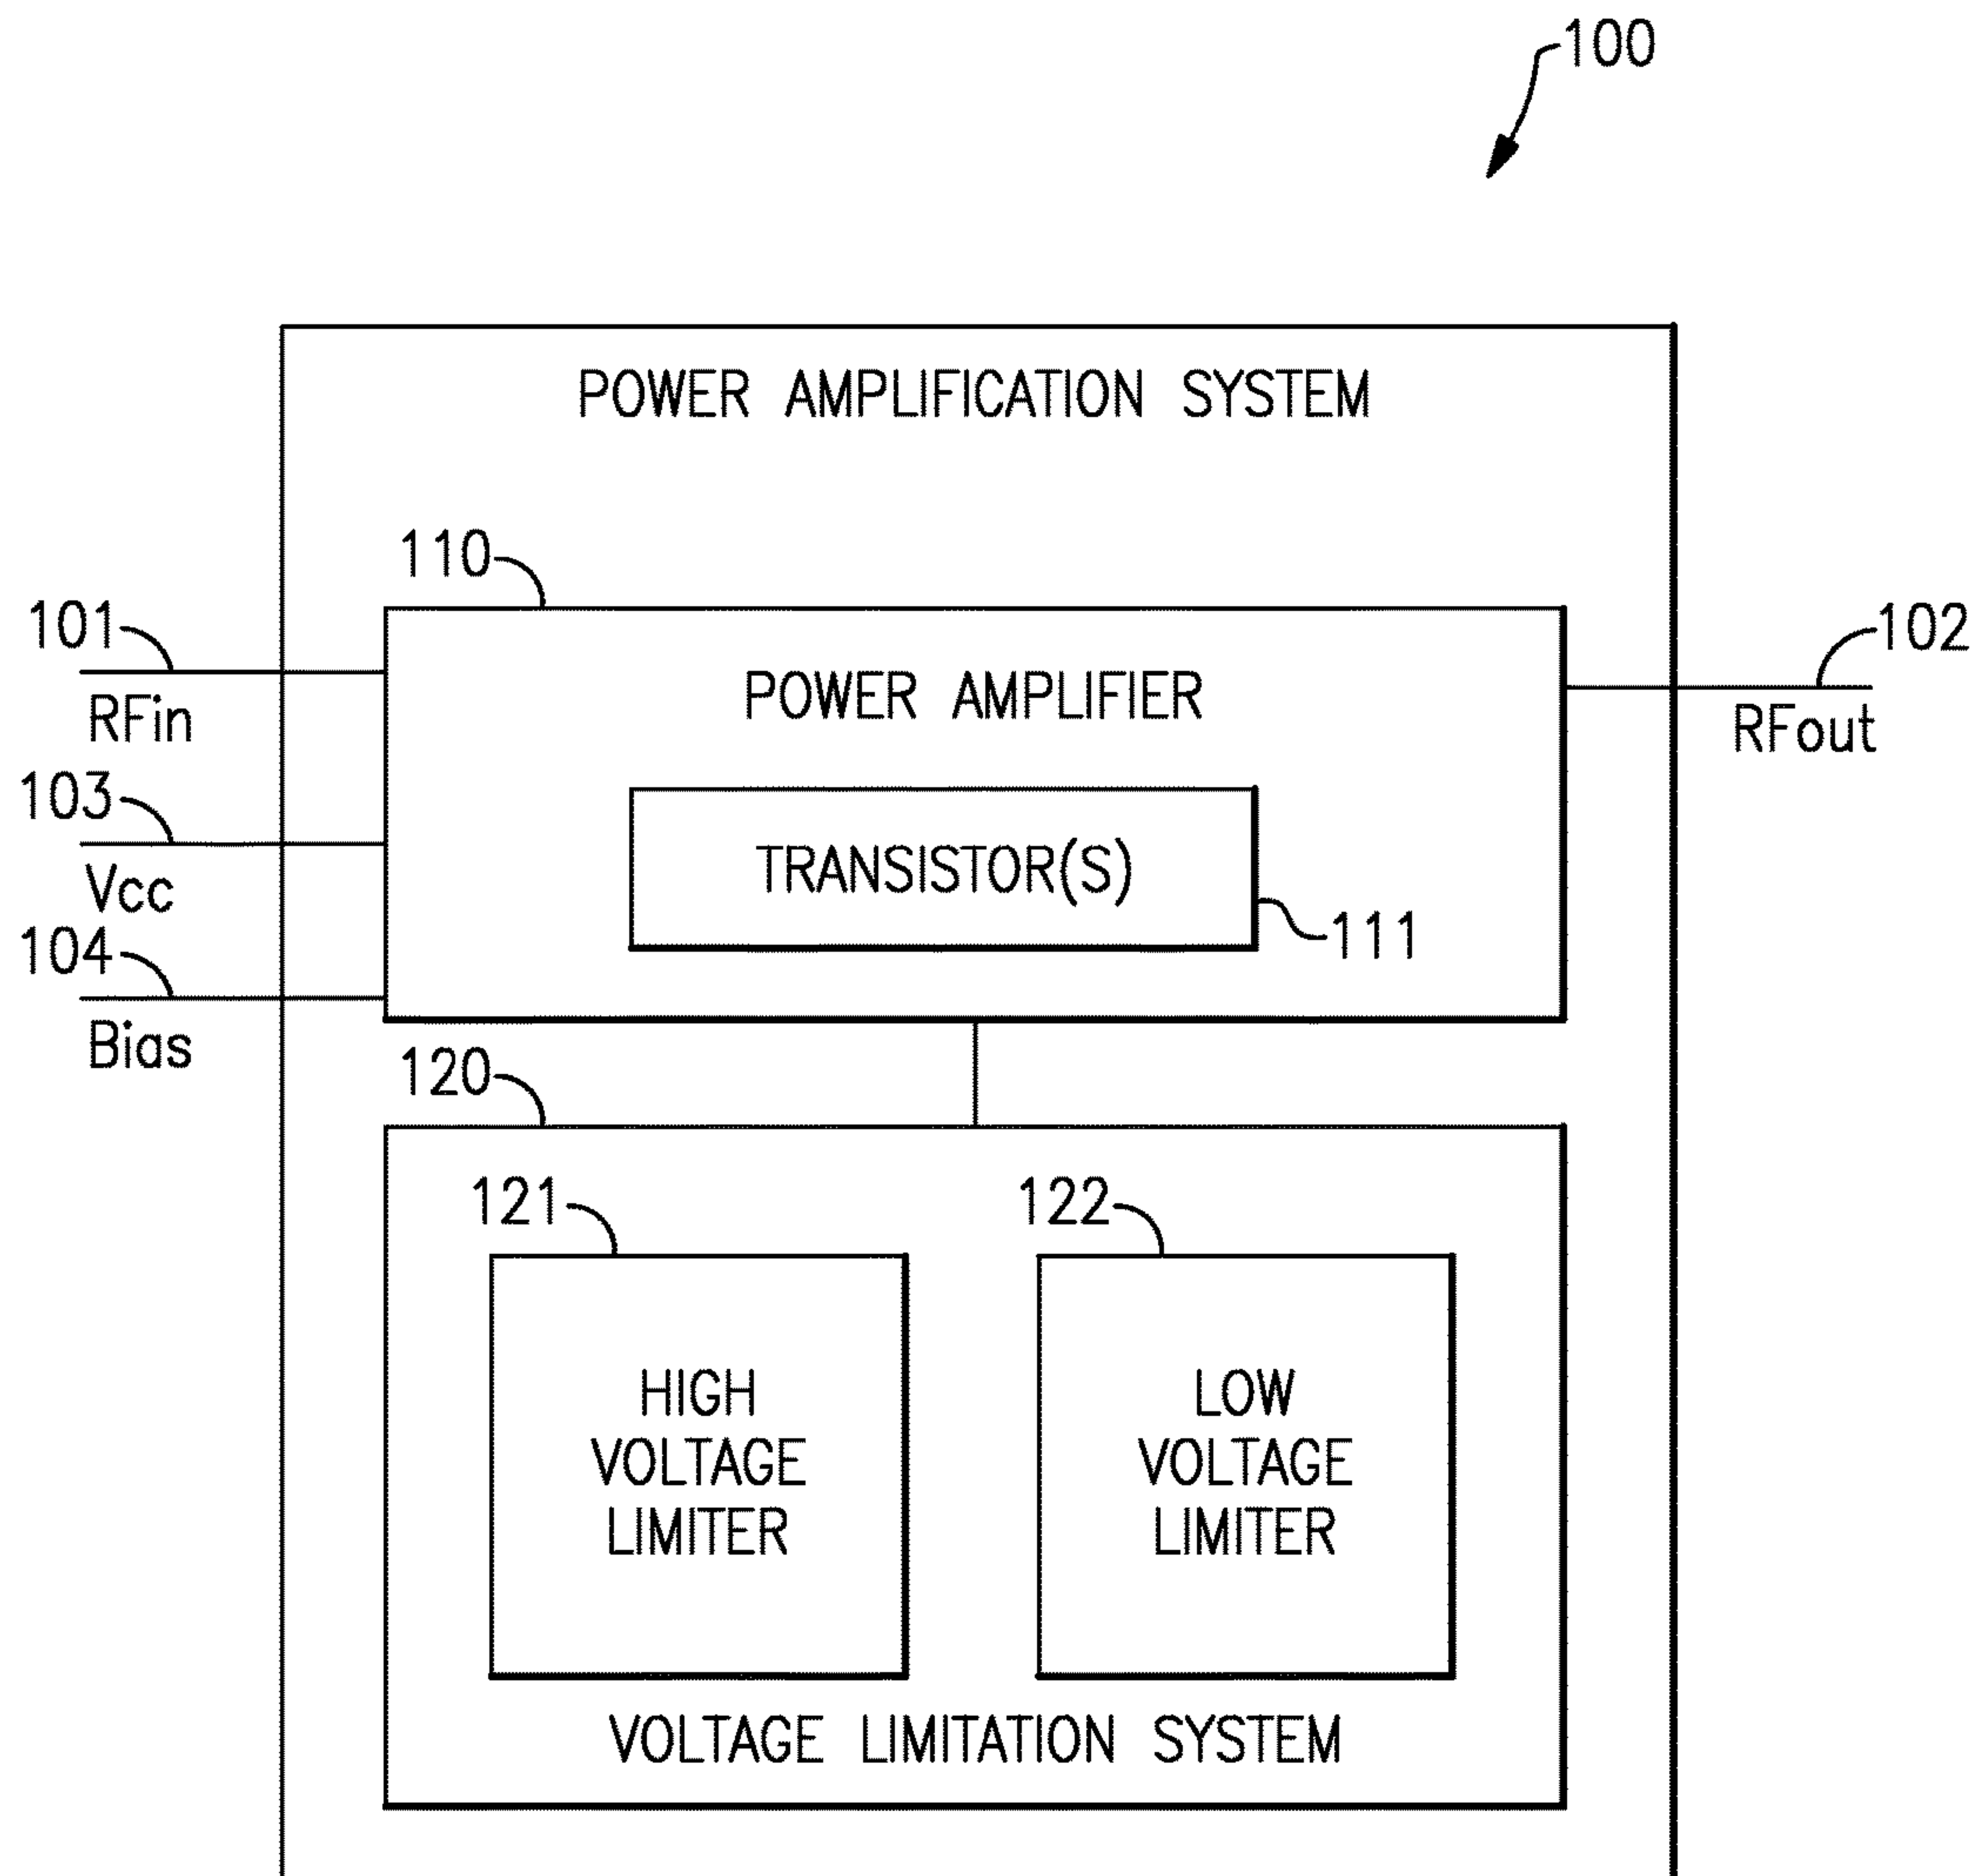 100
POWER AMPLIFICATION SYSTEM
110
101
RFin
POWER AMPLIFIER
102
RFout
103
Vcc
TRANSISTOR(S)
111
104
Bias
120
121
122
HIGH
VOLTAGE
LIMITER
LOW
VOLTAGE
LIMITER
VOLTAGE LIMITATION SYSTEM